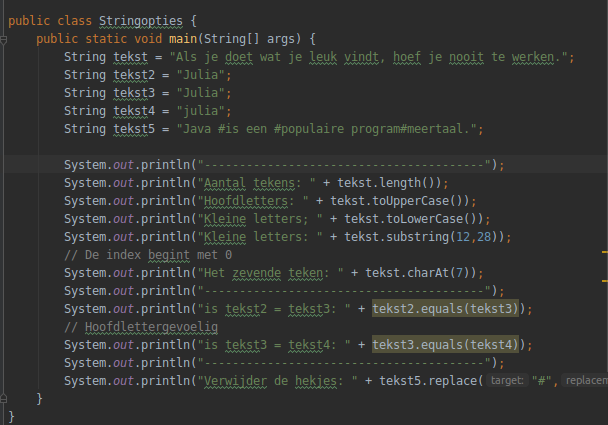 public class Stringopties {
public static void main(String[] args) {
String tekst = "Als je doet wat je leuk vindt, hoef je nooit te werken.";
String tekst2 = "Julia";
String tekst3 = "Julia";
String tekst4 = "julia";
String tekst5 = "Java #is een #populaire program#meertaal.";
System.out.println("----------------------------------------");
System.out.println("Aantal tekens: " + tekst.length());
System.out.println("Hoofdletters: " + tekst.toUpperCase());
System.out.println("Kleine letters; " + tekst.toLowerCase());
System.out.println("Kleine letters: " + tekst.substring(12,28));
// De index begint met 0
System.out.println("Het zevende teken: " + tekst.charAt(7));
System.out.println("----------------------------------------");
System.out.println("is tekst2 = tekst3: " + tekst2.equals(tekst3));
// Hoofdlettergevoelig
System.out.println("is tekst3 = tekst4: " + tekst3.equals(tekst4));
System.out.println("----------------------------------------");
System.out.println("Verwijder de hekjes: " + tekst5.replace( target: "#",
}
}